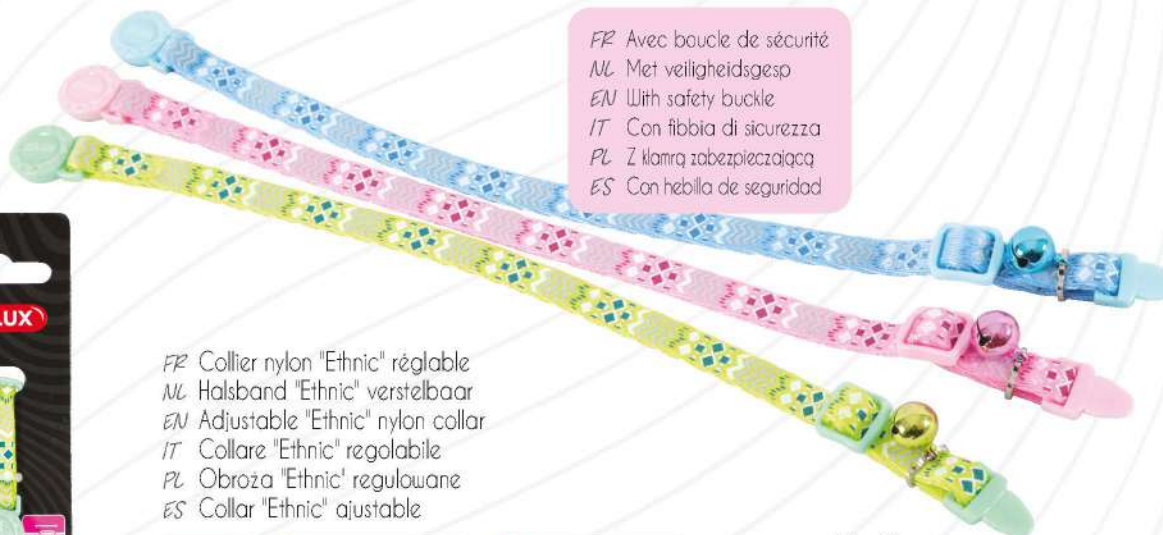 FR Avec boucle de sécurité
NL Met veiligheidsgesp
EN With safety buckle
IT Con fibbia di sicurezza
PL Z klamrą zabezpieczającą
ES Con hebilla de seguridad
LUX
FR Collier nylon "Ethnic" réglable
NL Halsband "Ethnic" verstelbaar
EN Adjustable "Ethnic" nylon collar
IT Collare "Ethnic" regolabile
PL Obroża "Ethnic" regulowane
ES Collar "Ethnic" ajustable